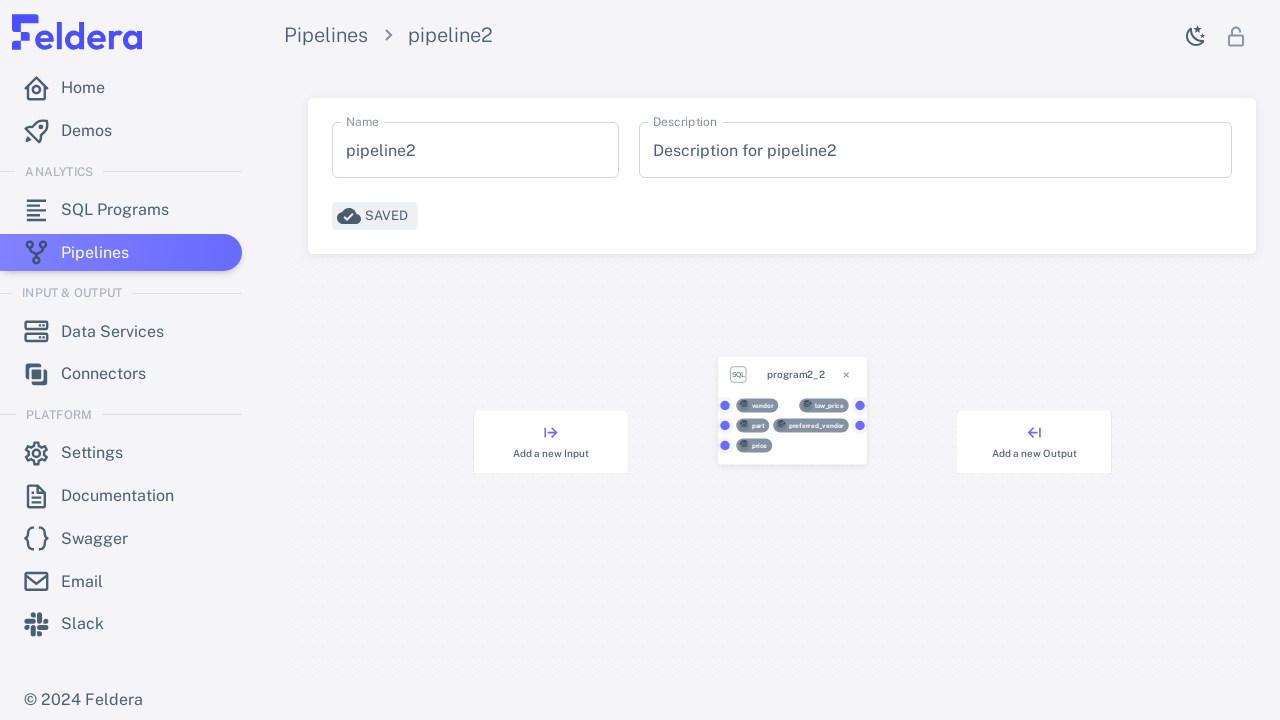 Feldera
Pipelines
pipeline2
Home
Demos
ANALYTICS
SQL Programs
Pipelines
INPUT & OUTPUT
Data Services
Connectors
PLATFORM
Settings
Documentation
Swagger
Email
Slack
© 2024 Feldera
Name
pipeline2
Description
Description for pipeline2
SAVED
Add a new Input
SQL
program2_2
vendor
low_price
part
preferred_vendor
price
Add a new Output